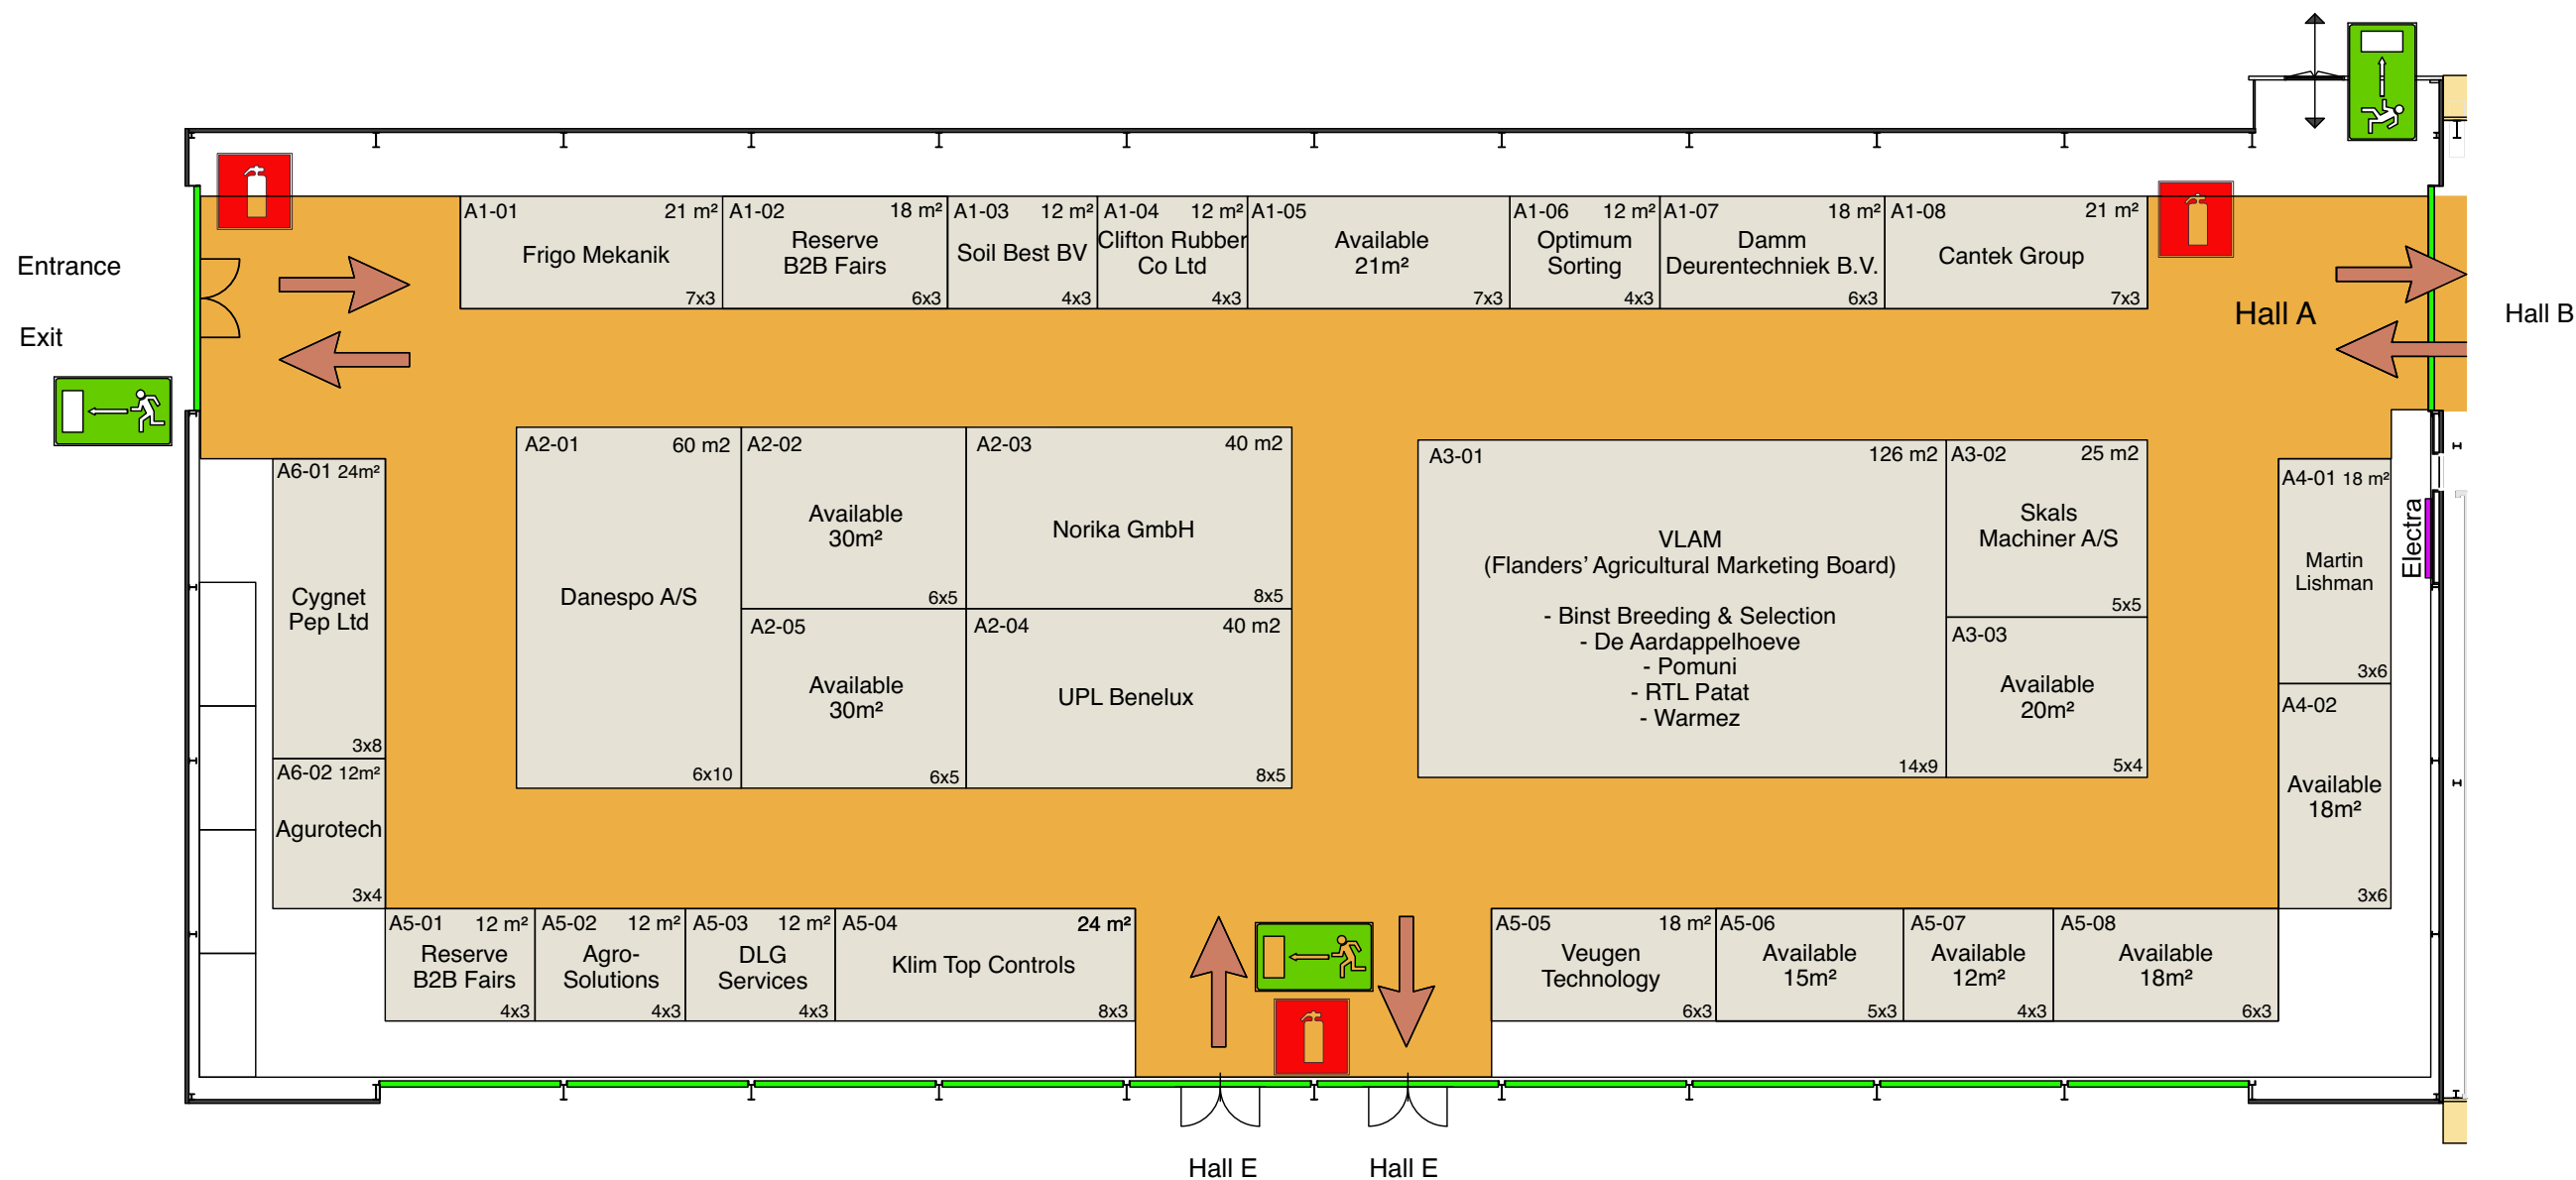 Entrance
Exit
A1-01 21 m²
Frigo Mekanik
7x3
A1-02 18 m²
Reserve
B2B Fairs
6x3
A1-03 12 m²
Soil Best BV
4x3
A1-04 12 m²
Clifton Rubber
Co Ltd
4x3
A1-05
Available
21m²
7x3
A1-06 12 m²
Optimum
Sorting
4x3
A1-07 18 m²
Damm
Deurentechniek B.V.
6x3
A1-08 21 m²
Cantek Group
7x3
Hall A
Hall B
A6-01 24m²
Cygnet
Pep Ltd
3x8
A6-02 12m²
Agurotech
3x4
A2-01 60 m2
Danespo A/S
6x10
A2-02
Available
30m²
6x5
A2-03 40 m2
Norika GmbH
8x5
A2-05
Available
30m²
6x5
A2-04 40 m2
UPL Benelux
8x5
A3-01 126 m2
VLAM
(Flanders’ Agricultural Marketing Board)
- Binst Breeding & Selection
- De Aardappelhoeve
- Pomuni
- RTL Patat
- Warmez
14x9
A3-02 25 m2
Skals
Machiner A/S
5x5
A3-03
Available
20m²
5x4
A4-01 18 m²
Martin
Lishman
3x6
A4-02
Available
18m²
3x6
Electra
A5-01 12 m²
Reserve
B2B Fairs
4x3
A5-02 12 m²
Agro-
Solutions
4x3
A5-03 12 m²
DLG
Services
4x3
A5-04 24 m²
Klim Top Controls
8x3
A5-05 18 m²
Veugen
Technology
6x3
A5-06
Available
15m²
5x3
A5-07
Available
12m²
4x3
A5-08
Available
18m²
6x3
Hall E
Hall E